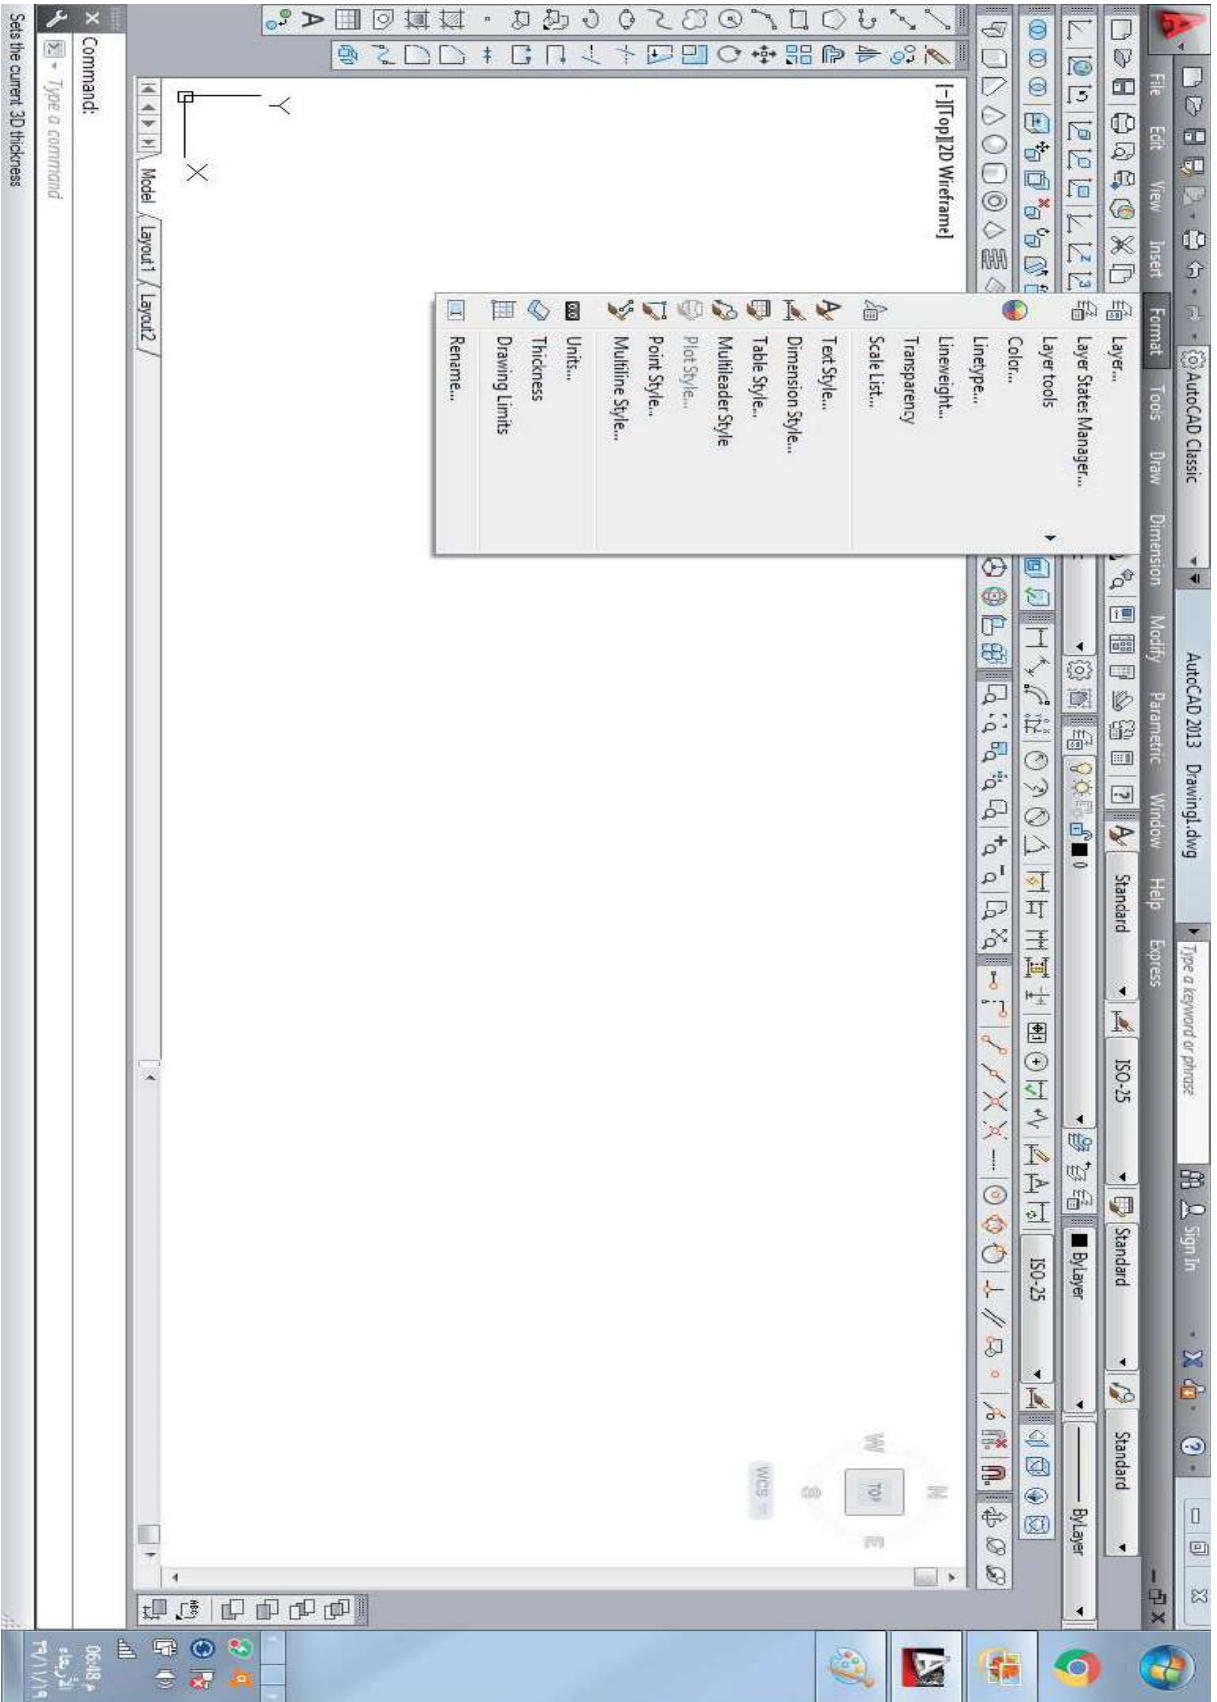 AutoCAD Classic
AutoCAD 2013 Drawing1.dwg
Type a keyword or phrase
Sign In
File Edit View Insert Format Tools Draw Dimension Modify Parametric Window Help Express
Standard ISO-25 Standard Standard
0 ByLayer ByLayer
ISO-25
Layer...
Layer States Manager...
Layer tools
Color...
Linetype...
Lineweight...
Transparency
Scale List...
Text Style...
Dimension Style...
Table Style...
Multileader Style
Plot Style...
Point Style...
Multiline Style...
Units...
Thickness
Drawing Limits
Rename...
[-][Top][2D Wireframe]
N
W TOP E
S
WCS
Y
X
Model Layout1 Layout2
Command:
Type a command
Sets the current 3D thickness
06:48 م
الأربعاء
٢٩/١١/١٩